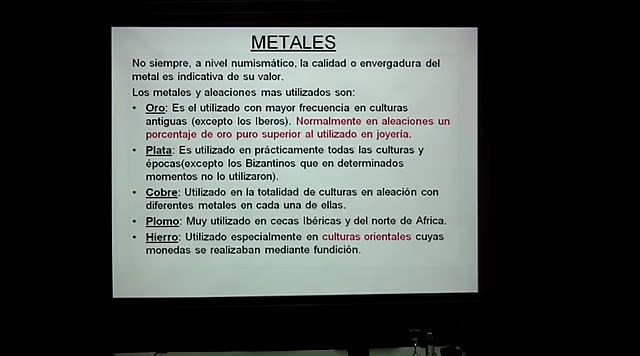 METALES
No siempre, a nivel numismático, la calidad o envergadura del
metal es indicativa de su valor.
Los metales y aleaciones mas utilizados son:
• Oro: Es el utilizado con mayor frecuencia en culturas
antiguas (excepto los Iberos). Normalmente en aleaciones un
porcentaje de oro puro superior al utilizado en joyería.
• Plata: Es utilizado en prácticamente todas las culturas y
épocas(excepto los Bizantinos que en determinados
momentos no lo utilizaron).
• Cobre: Utilizado en la totalidad de culturas en aleación con
diferentes metales en cada una de ellas.
• Plomo: Muy utilizado en cecas Ibéricas y del norte de Africa.
• Hierro: Utilizado especialmente en culturas orientales cuyas
monedas se realizaban mediante fundición.